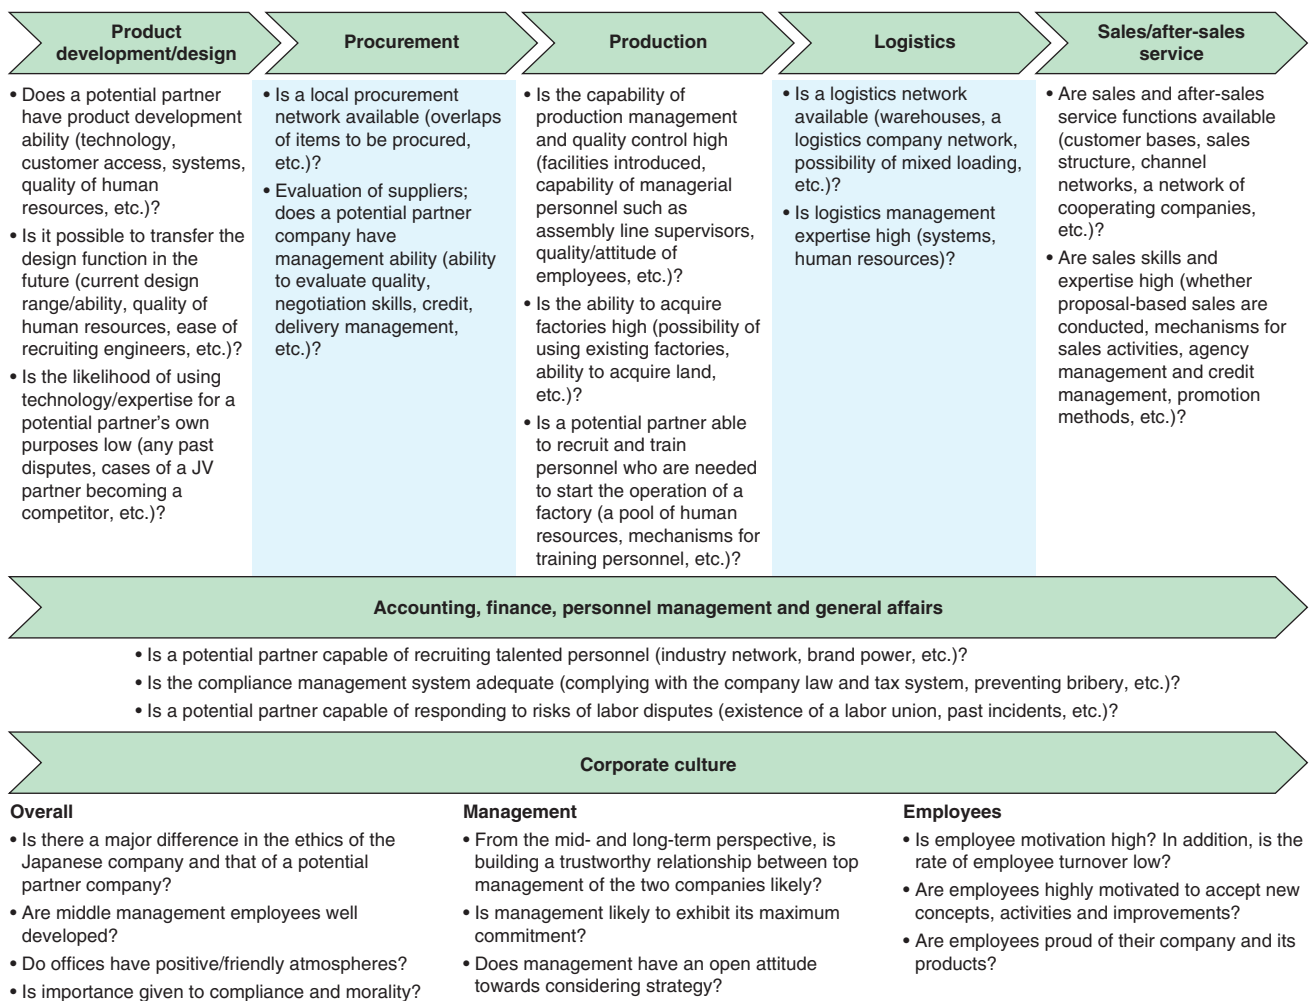 Product
development/design
Procurement
Production
Logistics
Sales/after-sales
service
• Does a potential partner
have product development
ability (technology,
customer access, systems,
quality of human
resources, etc.)?
• Is it possible to transfer the
design function in the
future (current design
range/ability, quality of
human resources, ease of
recruiting engineers, etc.)?
• Is the likelihood of using
technology/expertise for a
potential partner’s own
purposes low (any past
disputes, cases of a JV
partner becoming a
competitor, etc.)?
• Is a local procurement
network available (overlaps
of items to be procured,
etc.)?
• Evaluation of suppliers;
does a potential partner
company have
management ability (ability
to evaluate quality,
negotiation skills, credit,
delivery management,
etc.)?
• Is the capability of
production management
and quality control high
(facilities introduced,
capability of managerial
personnel such as
assembly line supervisors,
quality/attitude of
employees, etc.)?
• Is the ability to acquire
factories high (possibility of
using existing factories,
ability to acquire land,
etc.)?
• Is a potential partner able
to recruit and train
personnel who are needed
to start the operation of a
factory (a pool of human
resources, mechanisms for
training personnel, etc.)?
• Is a logistics network
available (warehouses, a
logistics company network,
possibility of mixed loading,
etc.)?
• Is logistics management
expertise high (systems,
human resources)?
• Are sales and after-sales
service functions available
(customer bases, sales
structure, channel
networks, a network of
cooperating companies,
etc.)?
• Are sales skills and
expertise high (whether
proposal-based sales are
conducted, mechanisms for
sales activities, agency
management and credit
management, promotion
methods, etc.)?
Accounting, finance, personnel management and general affairs
• Is a potential partner capable of recruiting talented personnel (industry network, brand power, etc.)?
• Is the compliance management system adequate (complying with the company law and tax system, preventing bribery, etc.)?
• Is a potential partner capable of responding to risks of labor disputes (existence of a labor union, past incidents, etc.)?
Corporate culture
Overall
• Is there a major difference in the ethics of the
Japanese company and that of a potential
partner company?
• Are middle management employees well
developed?
• Do offices have positive/friendly atmospheres?
• Is importance given to compliance and morality?
Management
• From the mid- and long-term perspective, is
building a trustworthy relationship between top
management of the two companies likely?
• Is management likely to exhibit its maximum
commitment?
• Does management have an open attitude
towards considering strategy?
Employees
• Is employee motivation high? In addition, is the
rate of employee turnover low?
• Are employees highly motivated to accept new
concepts, activities and improvements?
• Are employees proud of their company and its
products?